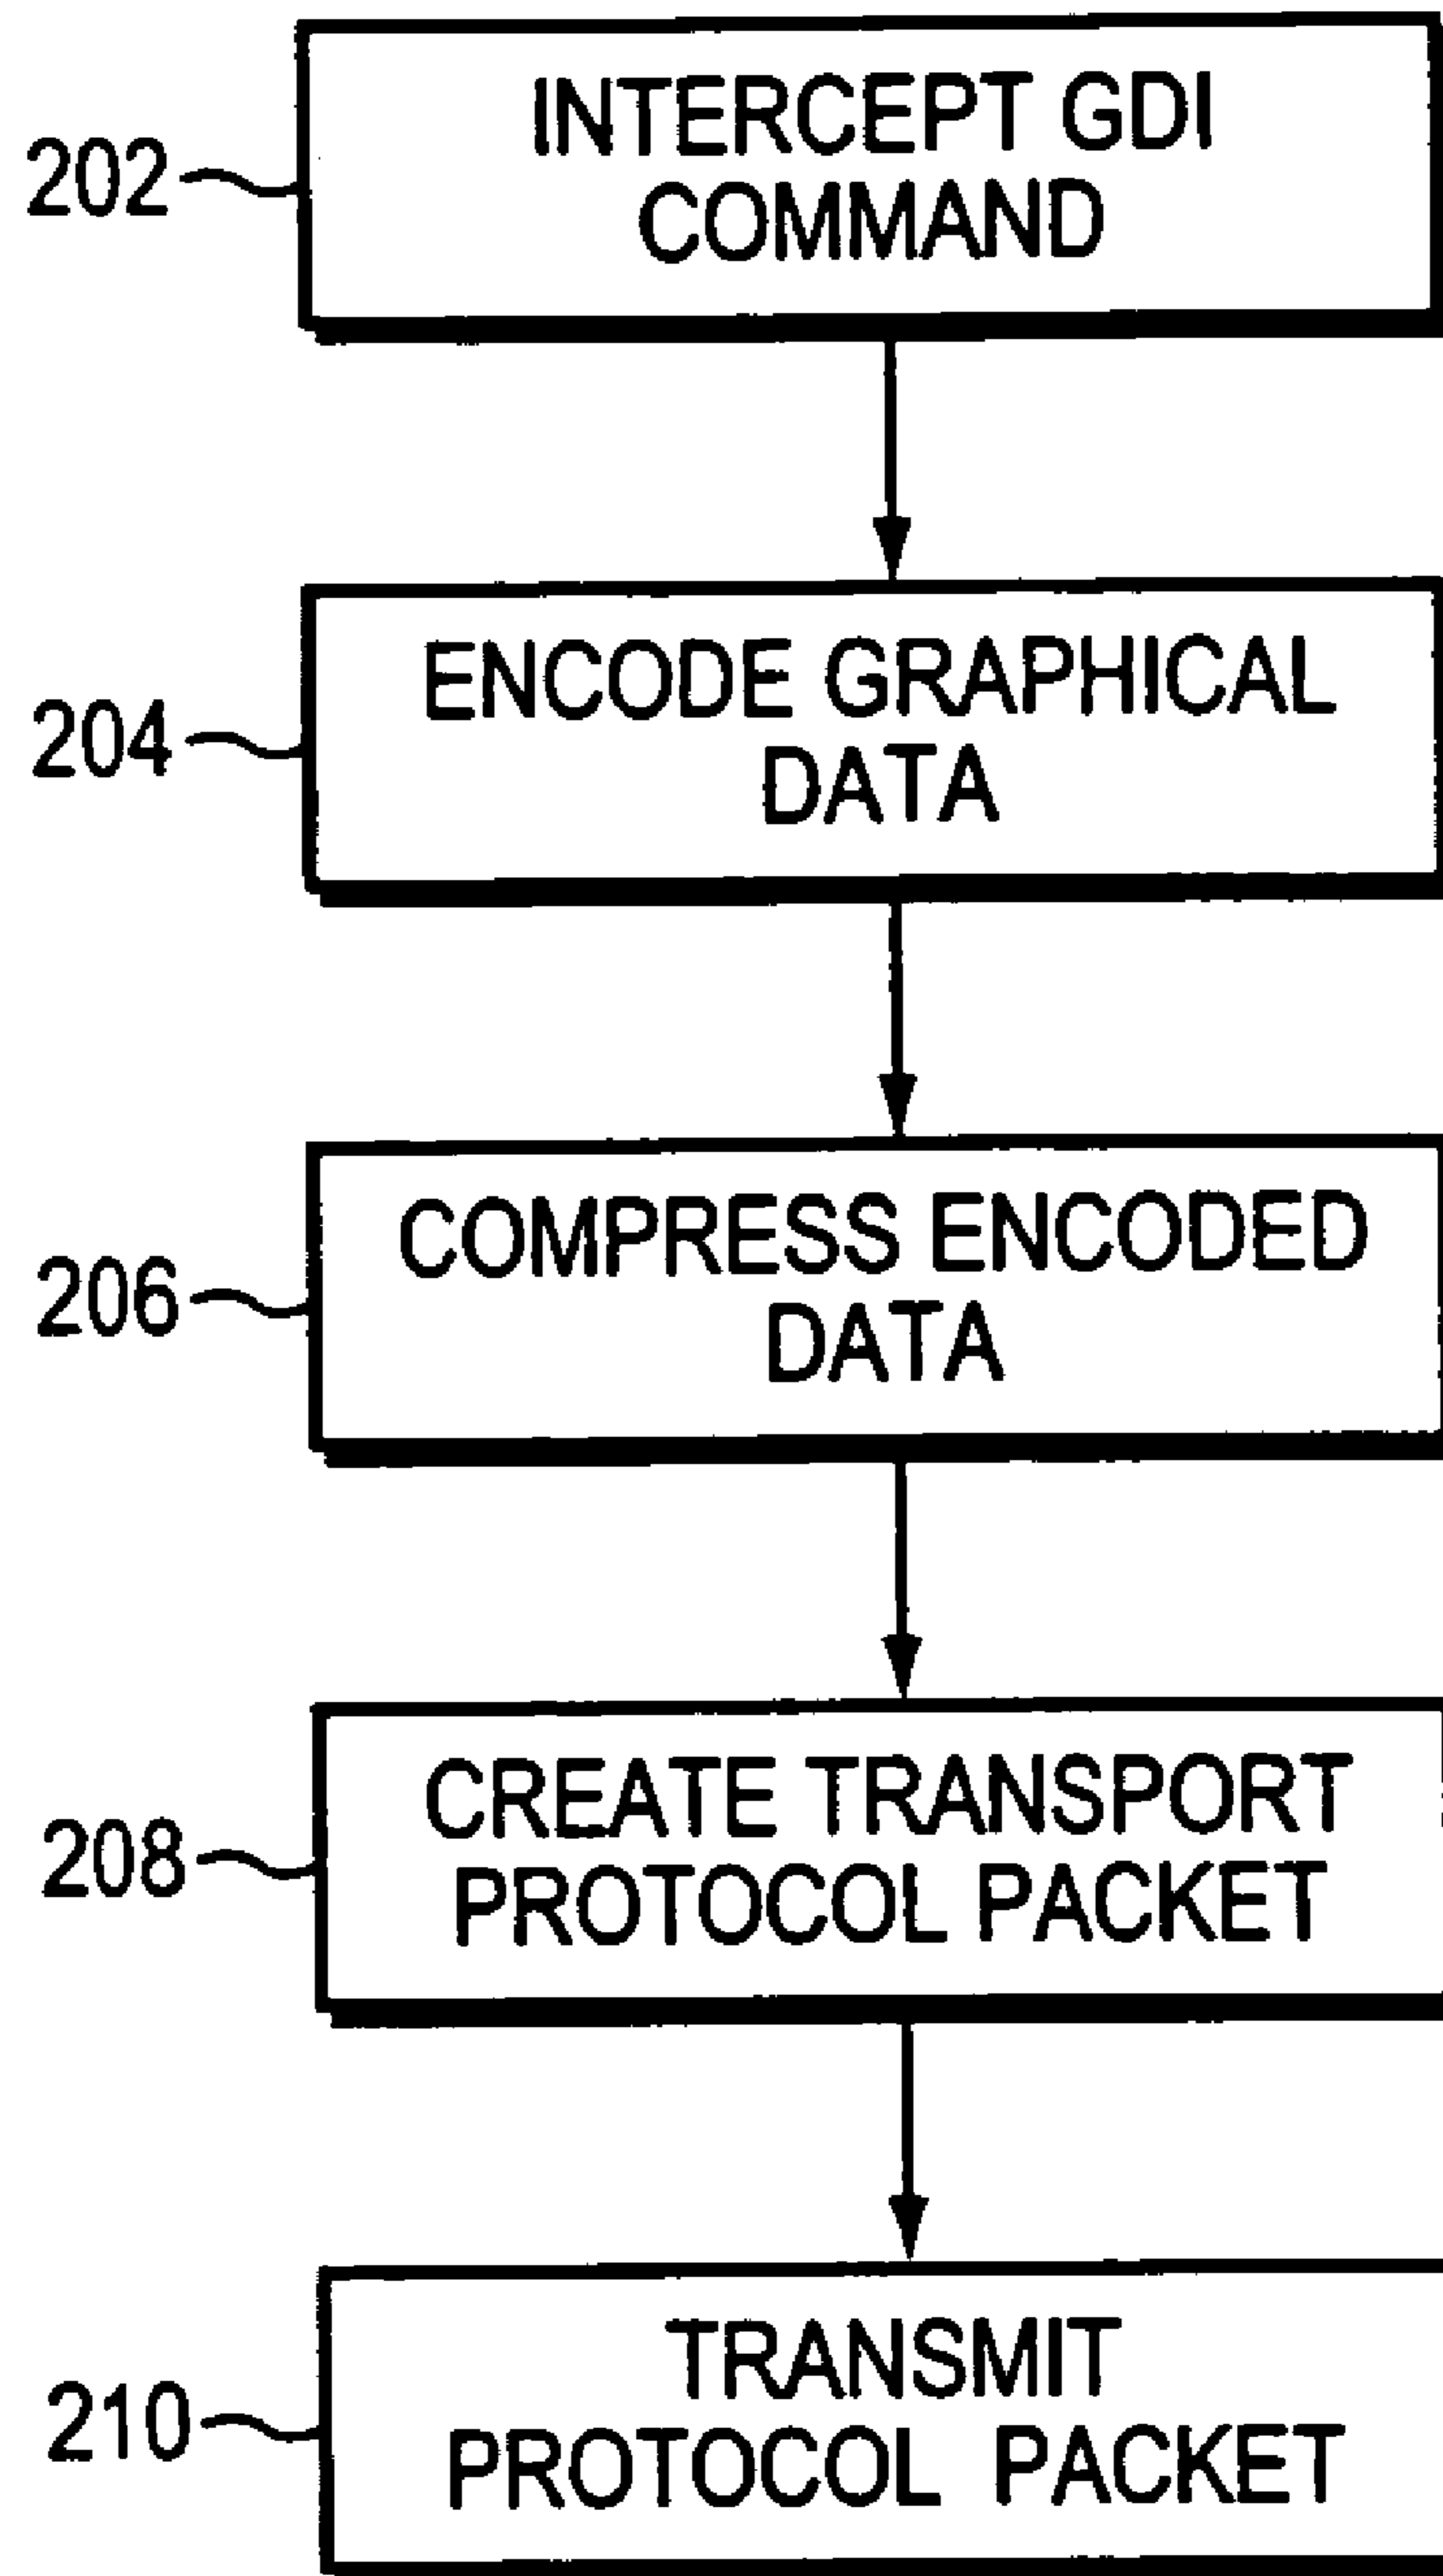 202
INTERCEPT GDI
COMMAND
204
ENCODE GRAPHICAL
DATA
206
COMPRESS ENCODED
DATA
208
CREATE TRANSPORT
PROTOCOL PACKET
210
TRANSMIT
PROTOCOL PACKET